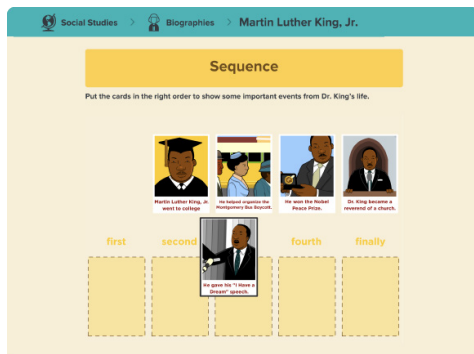 Social Studies > Biographies > Martin Luther King, Jr.
Sequence
Put the cards in the right order to show some important events from Dr. King's life.
Martin Luther King, Jr.
went to college
He helped organize the
Montgomery Bus Boycott.
He won the Nobel
Peace Prize.
Dr. King became a
reverend of a church.
first
second
fourth
finally
He gave his "I Have a
Dream" speech.